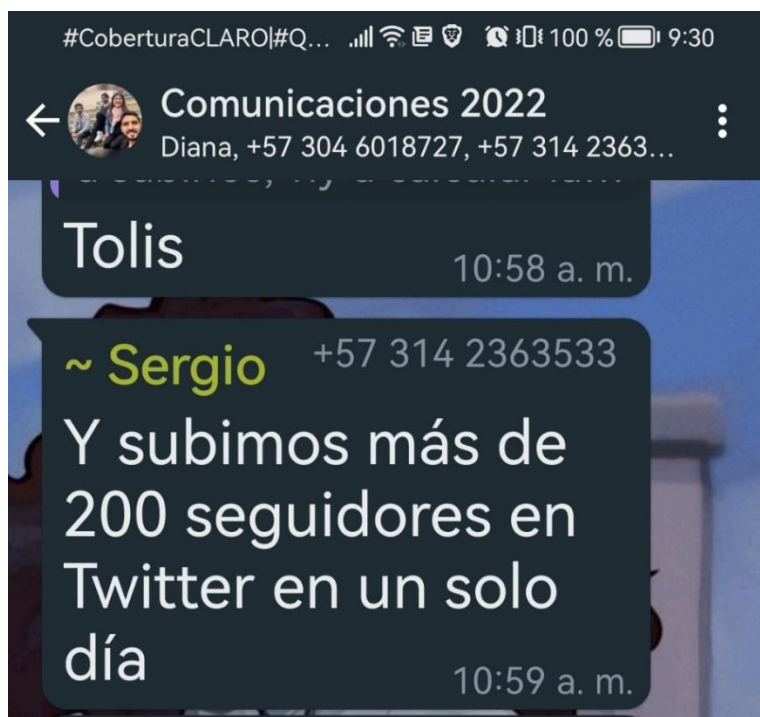 #CoberturaCLARO|#Q... 100 % 9:30
Comunicaciones 2022
Diana, +57 304 6018727, +57 314 2363...
Tolis
10:58 a. m.
~ Sergio +57 314 2363533
Y subimos más de
200 seguidores en
Twitter en un solo
día
10:59 a. m.